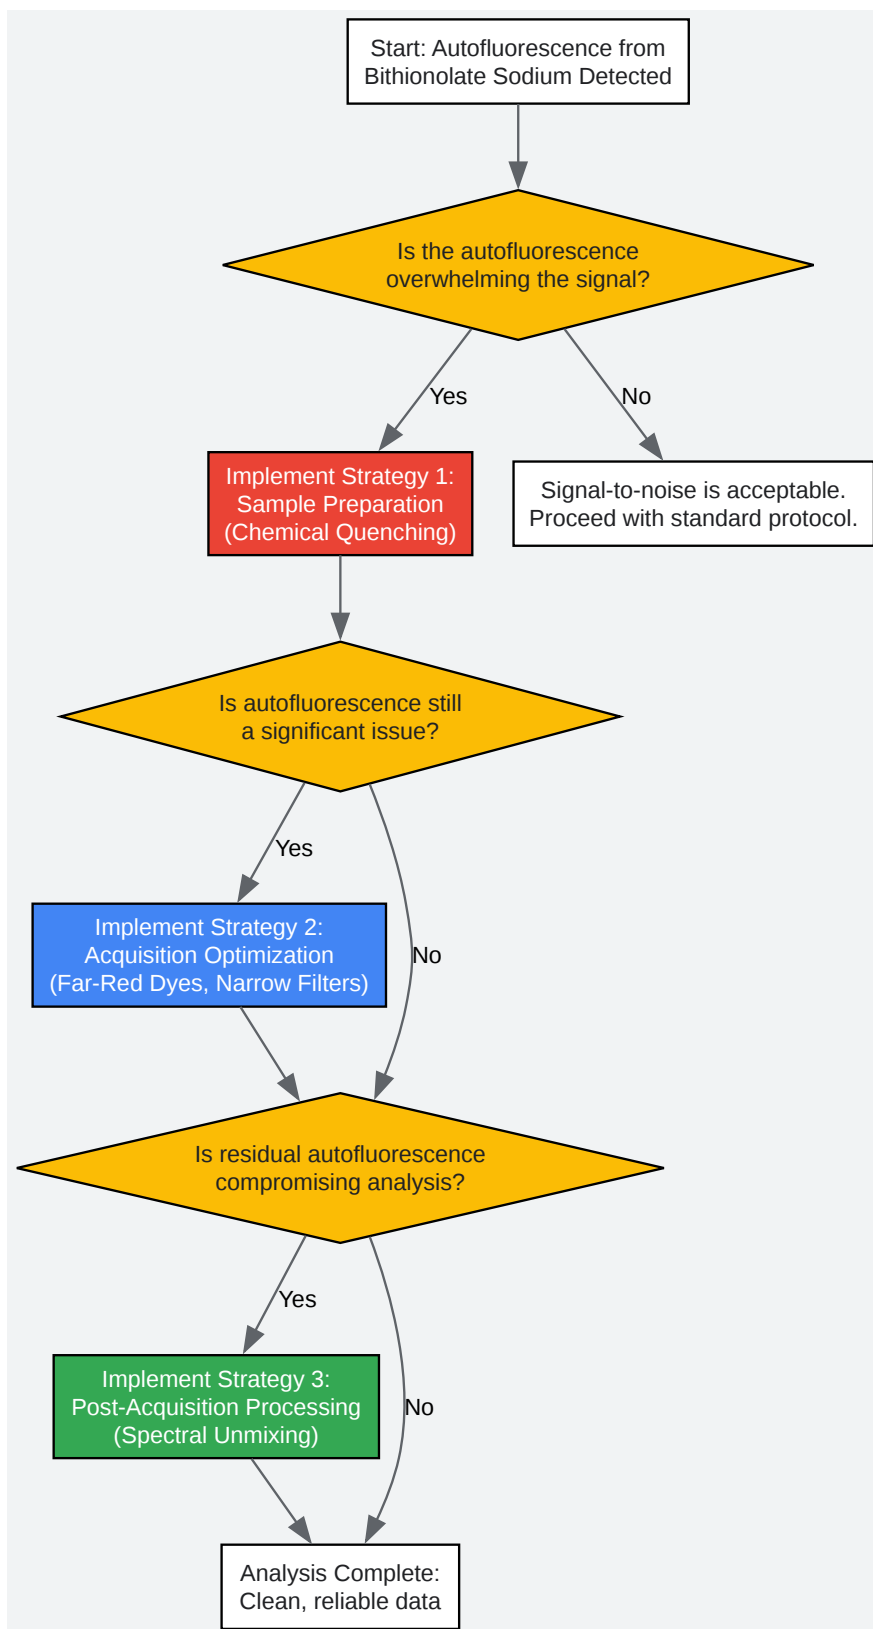 Start: Autofluorescence from
Bithionolate Sodium Detected
Is the autofluorescence
overwhelming the signal?
Yes
No
Implement Strategy 1:
Sample Preparation
(Chemical Quenching)
Signal-to-noise is acceptable.
Proceed with standard protocol.
Is autofluorescence still
a significant issue?
Yes
Implement Strategy 2:
Acquisition Optimization
(Far-Red Dyes, Narrow Filters)
No
Is residual autofluorescence
compromising analysis?
Yes
Implement Strategy 3:
Post-Acquisition Processing
(Spectral Unmixing)
No
Analysis Complete:
Clean, reliable data